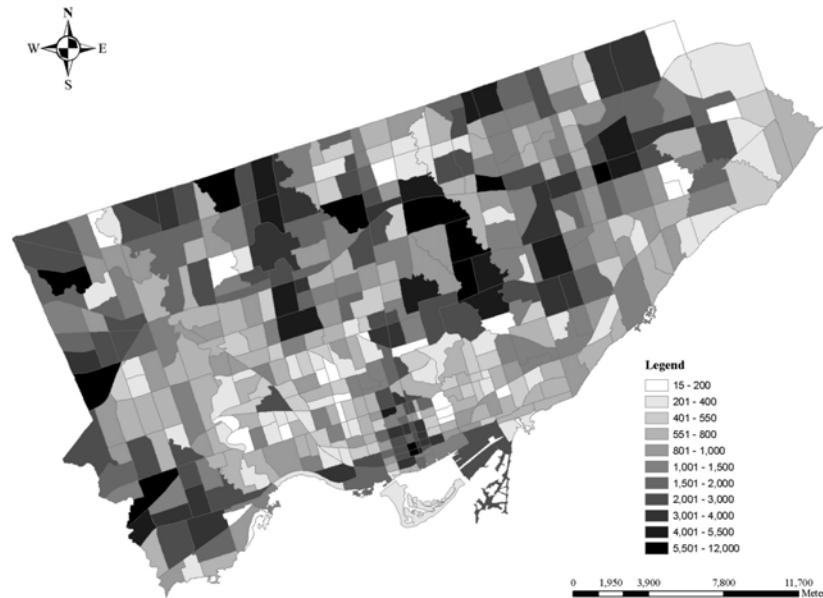 N
W E
S
Legend
15 - 200
201 - 400
401 - 550
551 - 800
801 - 1,000
1,001 - 1,500
1,501 - 2,000
2,001 - 3,000
3,001 - 4,000
4,001 - 5,500
5,501 - 12,000
0 1,950 3,900 7,800 11,700
Mete